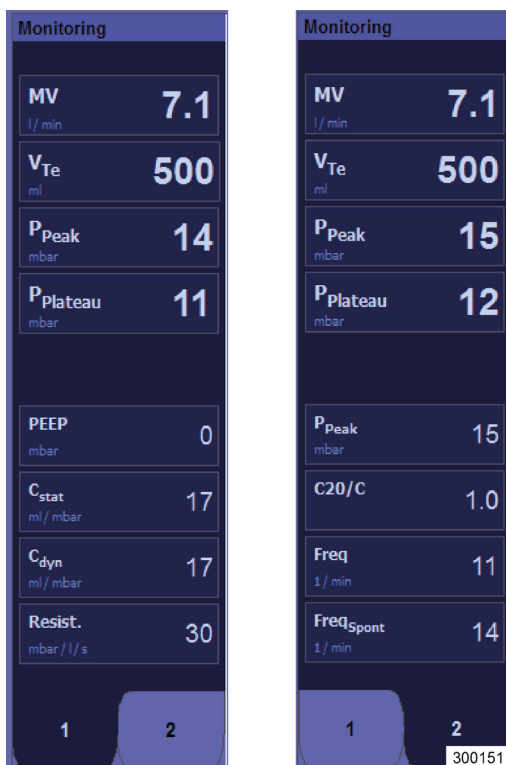 Monitoring
MV 7.1
l/ min
VTe 500
ml
PPeak 14
mbar
PPlateau 11
mbar
PEEP 0
mbar
Cstat 17
ml/ mbar
Cdyn 17
ml/ mbar
Resist. 30
mbar/l/s
1 2
Monitoring
MV 7.1
l/ min
VTe 500
ml
PPeak 15
mbar
PPlateau 12
mbar
PPeak 15
mbar
C20/C 1.0
Freq 11
1/ min
FreqSpont 14
1/ min
1 2
300151